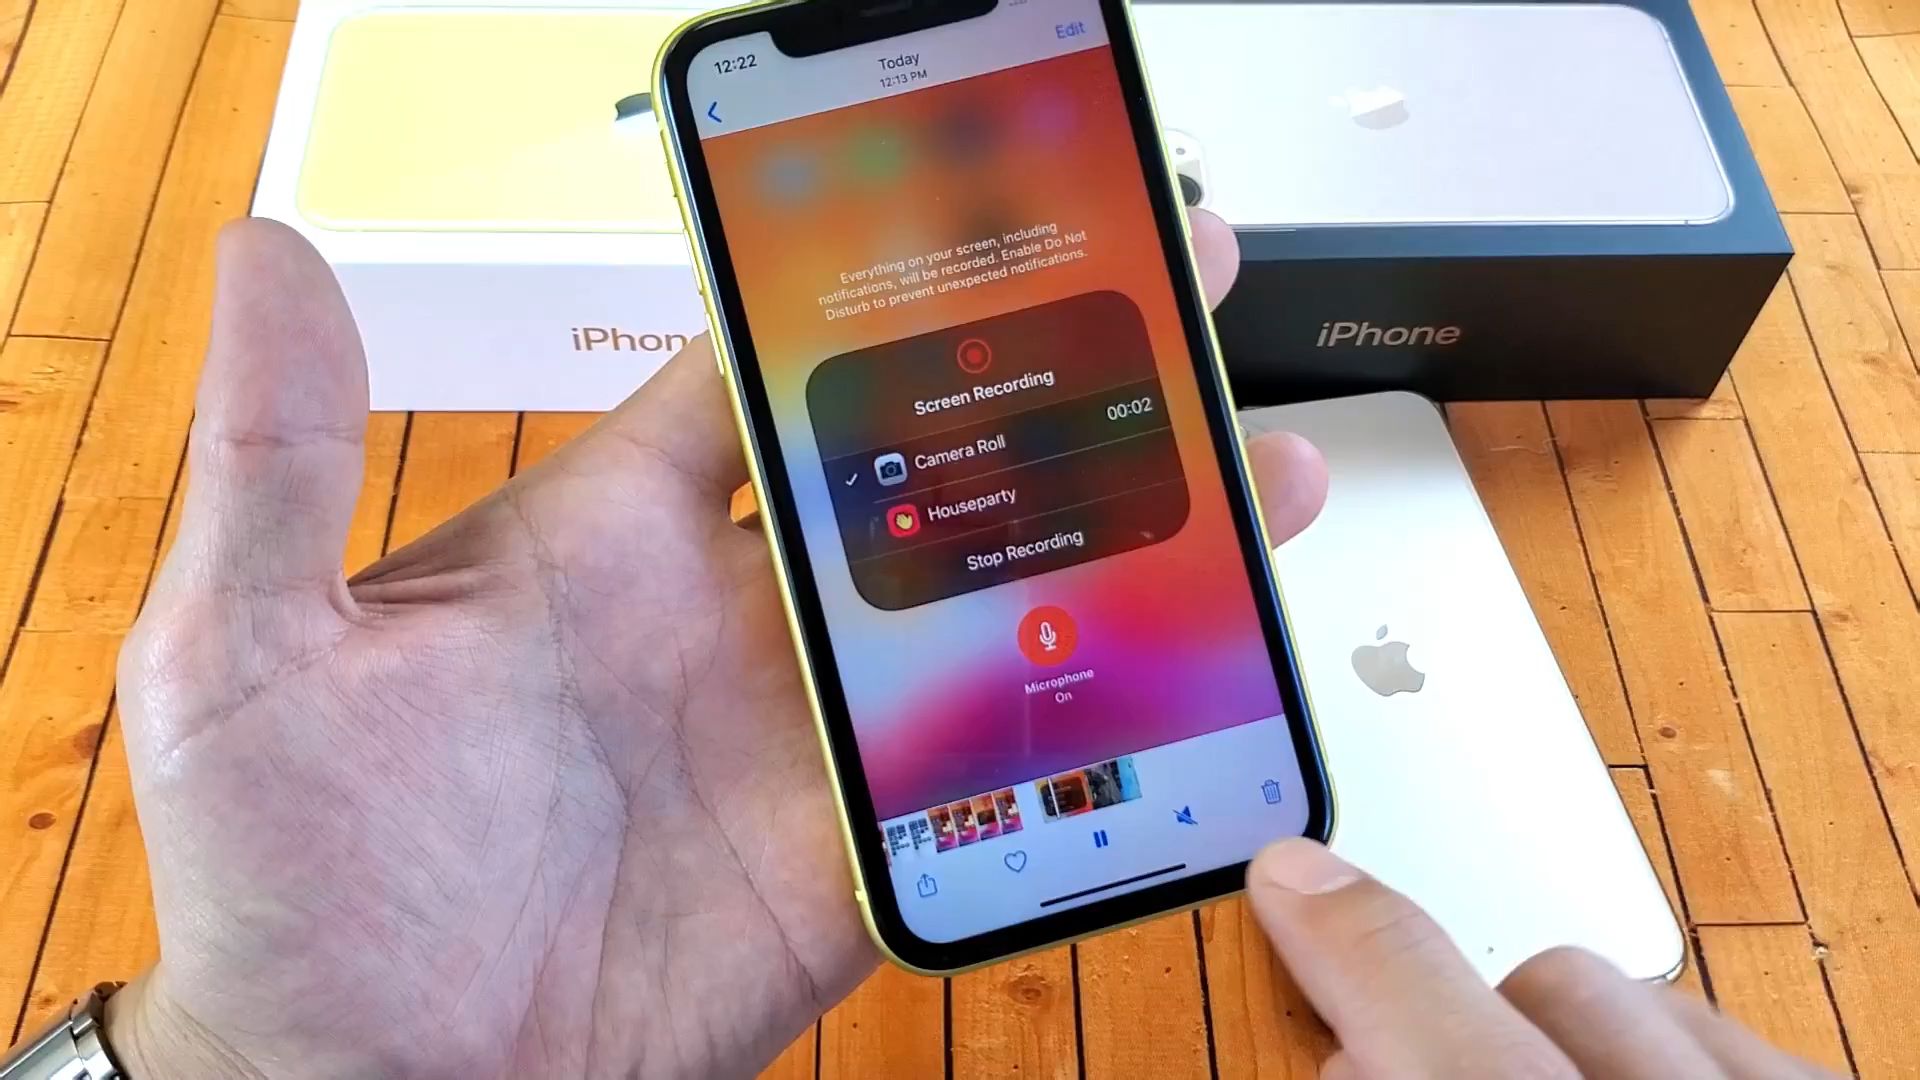 12:22
Today
12:13 PM
Edit
Everything on your screen, including
notifications, will be recorded. Enable Do Not
Disturb to prevent unexpected notifications.
Screen Recording
Camera Roll
00:02
Houseparty
Stop Recording
Microphone
On
iPhon
iPhone